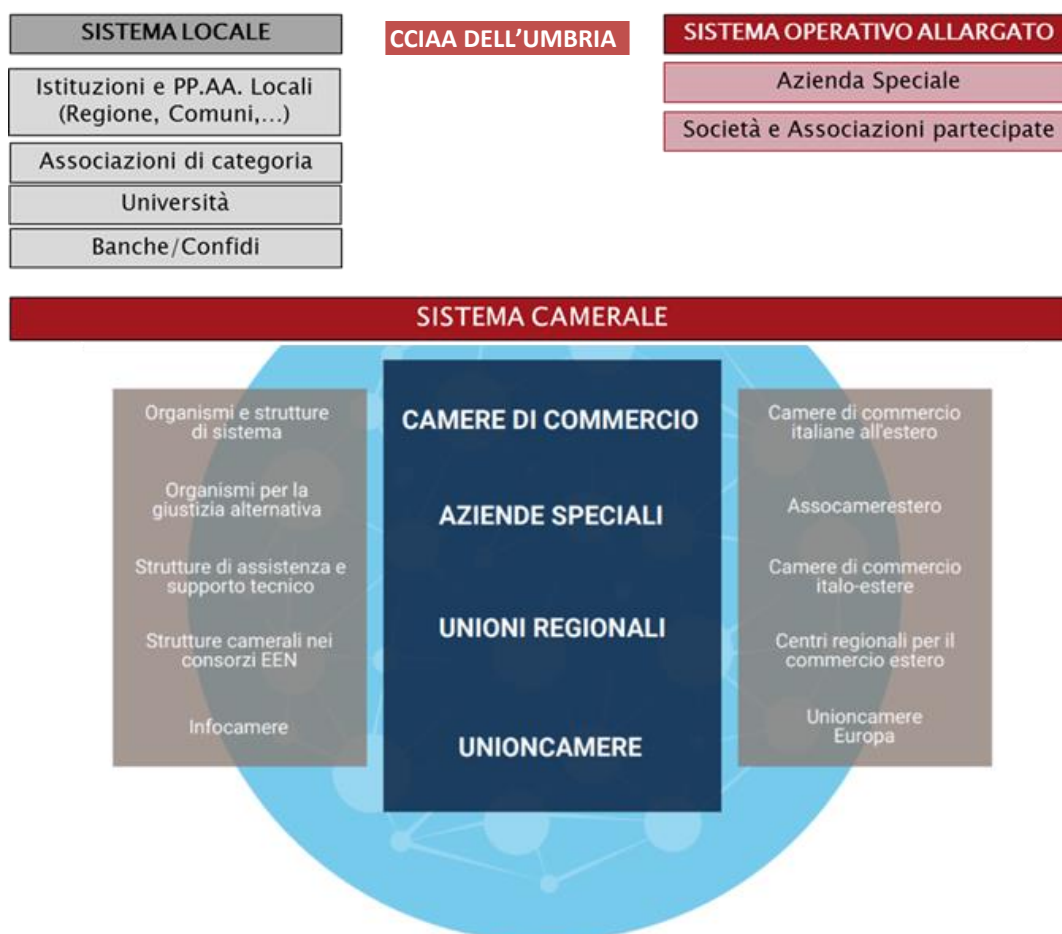 SISTEMA LOCALE
Istituzioni e PP.AA. Locali
(Regione, Comuni,...)
Associazioni di categoria
Università
Banche/Confidi
CCIAA DELL’UMBRIA
SISTEMA OPERATIVO ALLARGATO
Azienda Speciale
Società e Associazioni partecipate
SISTEMA CAMERALE
Organismi e strutture
di sistema
Organismi per la
giustizia alternativa
Strutture di assistenza e
supporto tecnico
Strutture camerali nei
consorzi EEN
Infocamere
CAMERE DI COMMERCIO
AZIENDE SPECIALI
UNIONI REGIONALI
UNIONCAMERE
Camere di commercio
italiane all'estero
Assocamerestero
Camere di commercio
italo-estere
Centri regionali per il
commercio estero
Unioncamere
Europa